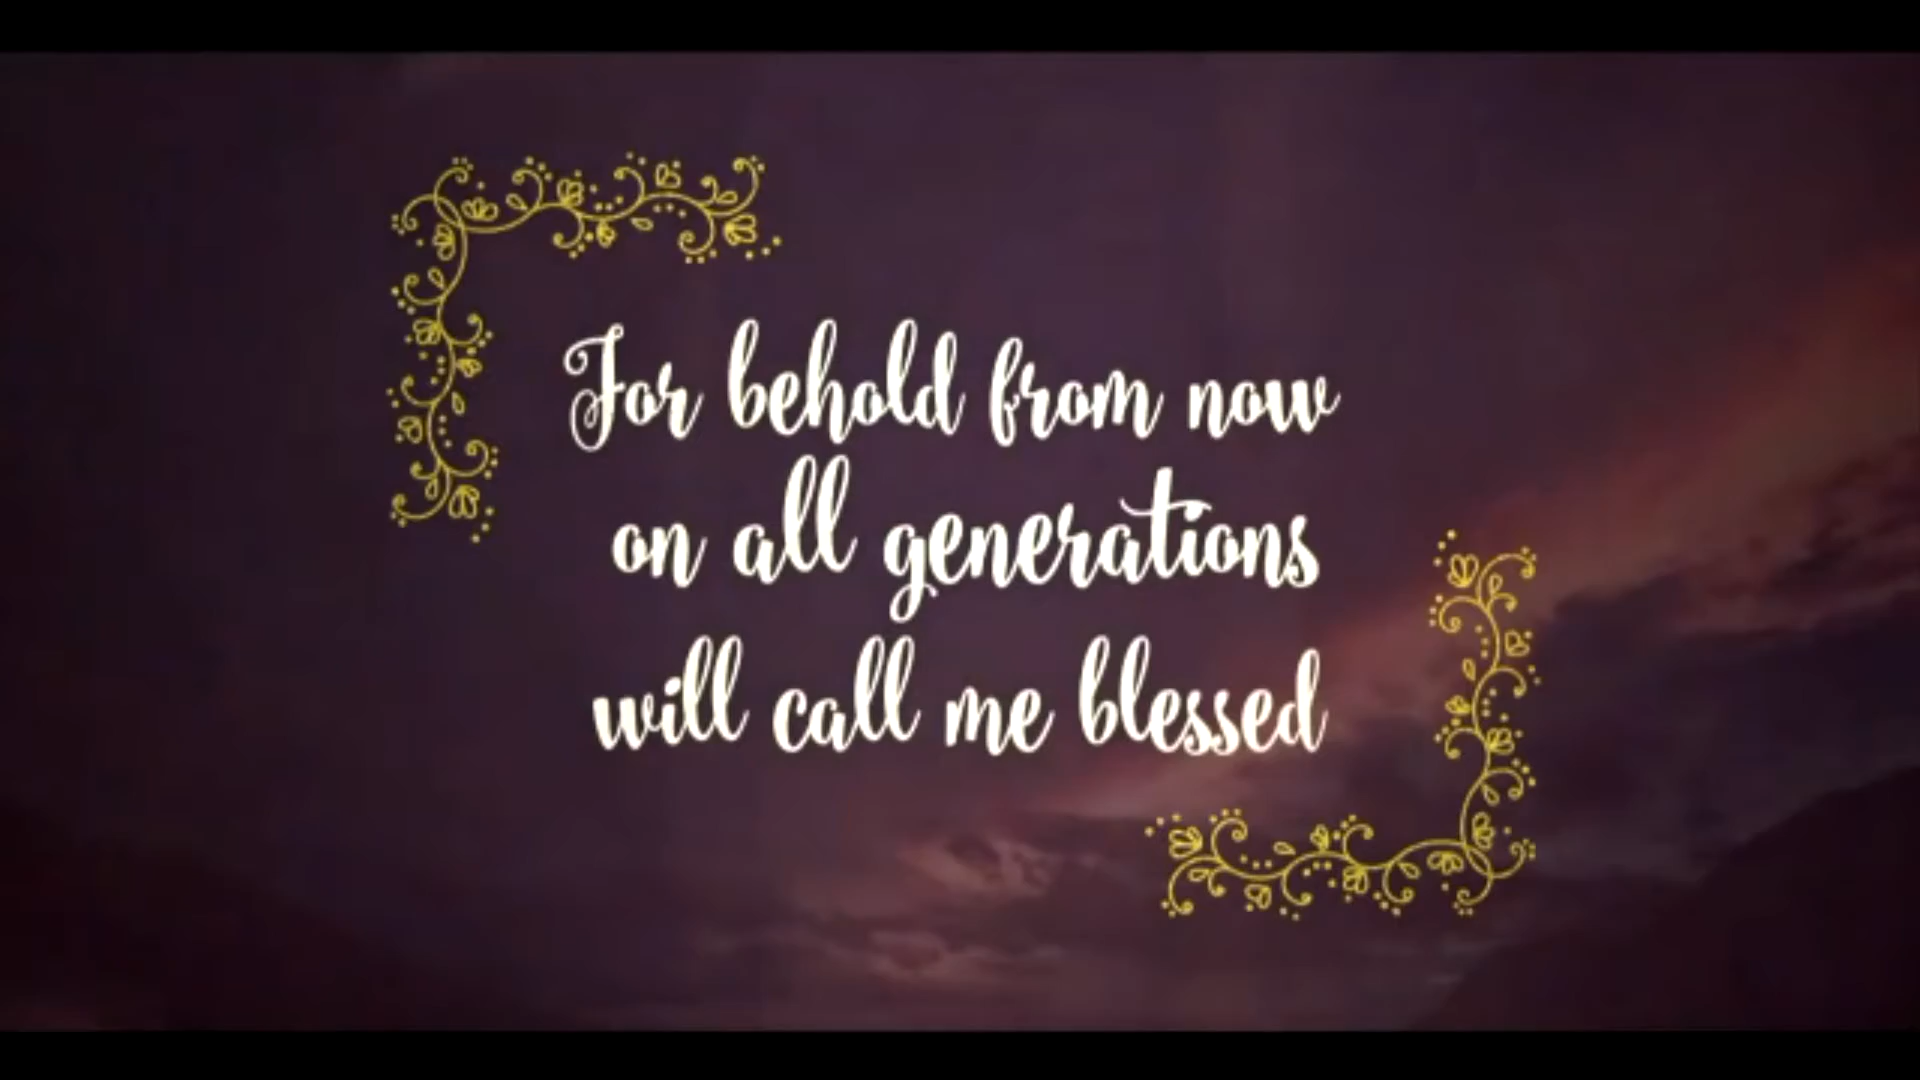 For behold from now
on all generations
will call me blessed